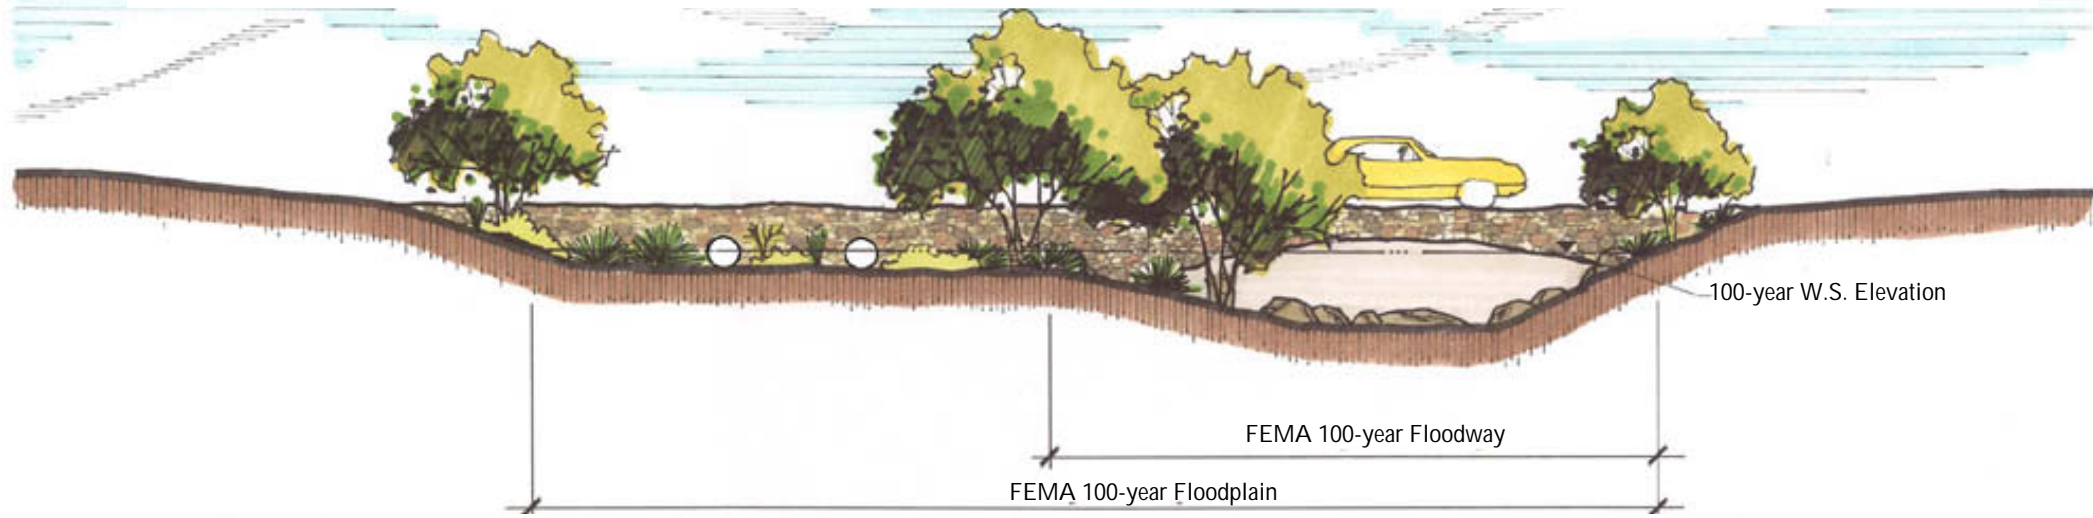 100-year W.S. Elevation
FEMA 100-year Floodway
FEMA 100-year Floodplain